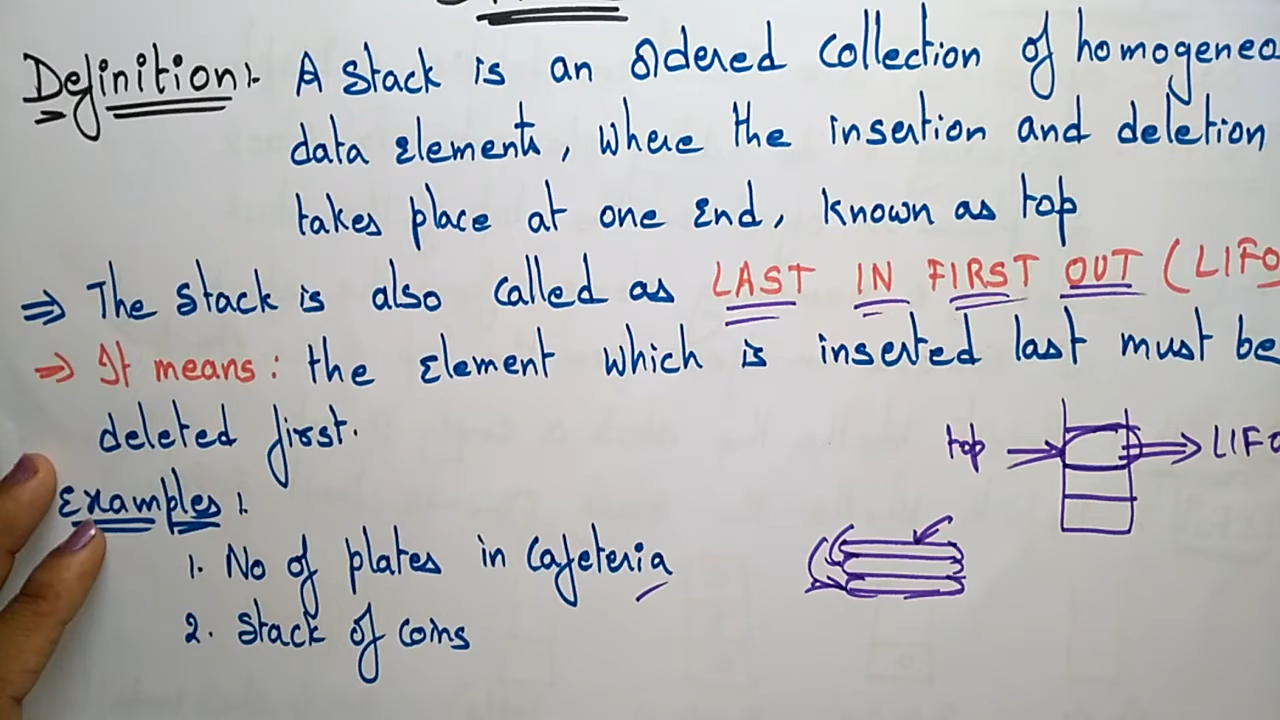 Definition:- A stack is an ordered collection of homogenea
data elements, where the insertion and deletion
takes place at one end, known as top
⇒ The stack is also called as LAST IN FIRST OUT (LIFO
⇒ It means: the element which is inserted last must be
deleted first.
top LIFO
Examples:
1. No of plates in cafeteria
2. Stack of coins